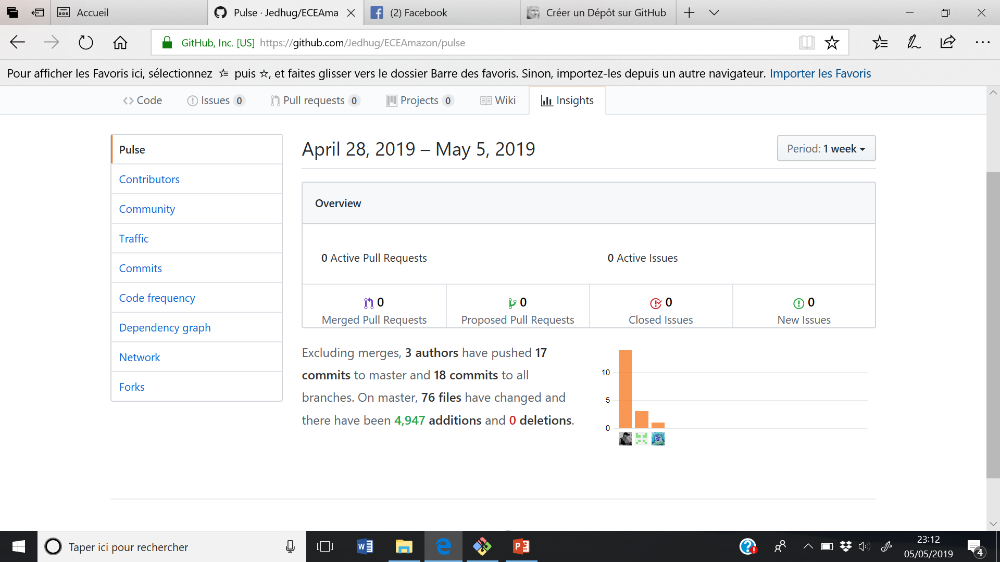 Accueil
Pulse · Jedhug/ECEAma
(2) Facebook
Créer un Dépôt sur GitHub
GitHub, Inc. [US] https://github.com/Jedhug/ECEAmazon/pulse
Pour afficher les Favoris ici, sélectionnez puis , et faites glisser vers le dossier Barre des favoris. Sinon, importez-les depuis un autre navigateur. Importer les Favoris
Code
Issues 0
Pull requests 0
Projects 0
Wiki
Insights
Pulse
Contributors
Community
Traffic
Commits
Code frequency
Dependency graph
Network
Forks
April 28, 2019 – May 5, 2019
Period: 1 week
Overview
0 Active Pull Requests
0 Active Issues
0
Merged Pull Requests
0
Proposed Pull Requests
0
Closed Issues
0
New Issues
Excluding merges, 3 authors have pushed 17
commits to master and 18 commits to all
branches. On master, 76 files have changed and
there have been 4,947 additions and 0 deletions.
10
5
0
Taper ici pour rechercher
23:12
05/05/2019
4